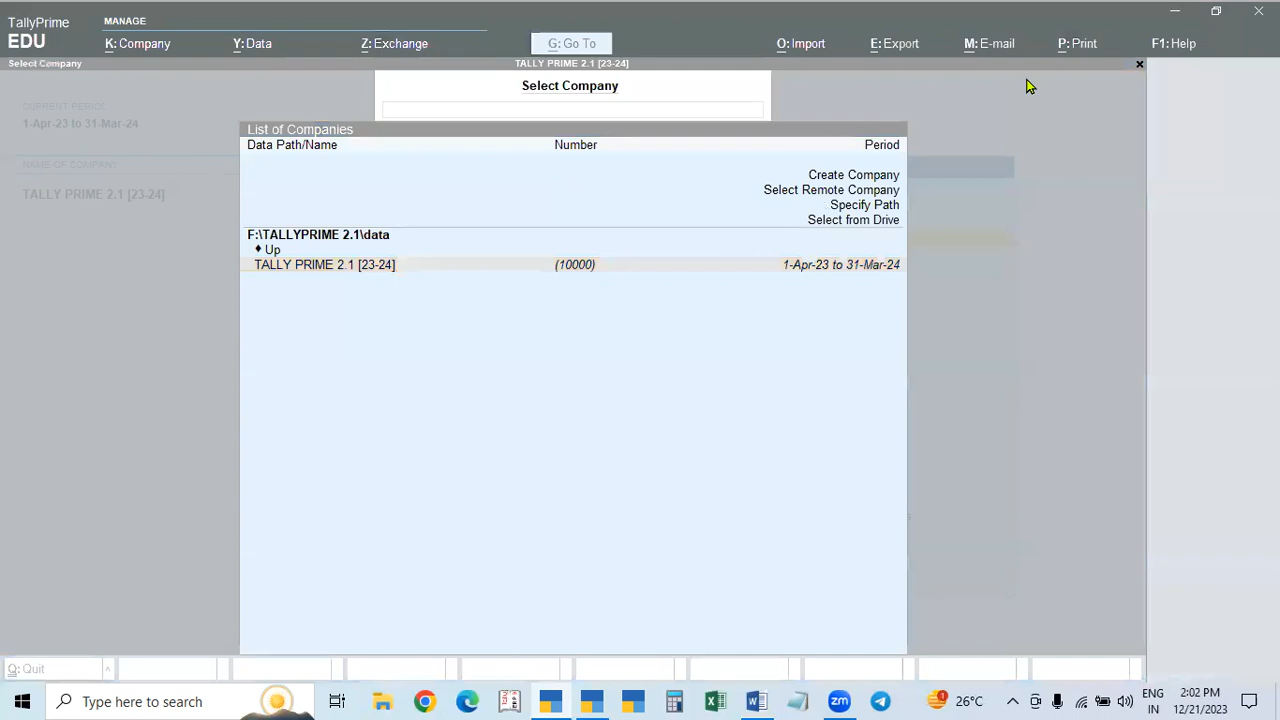 TallyPrime
MANAGE
EDU
K: Company
Y: Data
Z: Exchange
G: Go To
O: Import
E: Export
M: E-mail
P: Print
F1: Help
Select Company
TALLY PRIME 2.1 [23-24]
Select Company
CURRENT PERIOD
1-Apr-23 to 31-Mar-24
List of Companies
Data Path/Name Number Period
NAME OF COMPANY
TALLY PRIME 2.1 [23-24]
Create Company
Select Remote Company
Specify Path
Select from Drive
F:\TALLYPRIME 2.1\data
♦ Up
TALLY PRIME 2.1 [23-24] (10000) 1-Apr-23 to 31-Mar-24
Q: Quit
Type here to search
26°C
ENG
IN
2:02 PM
12/21/2023